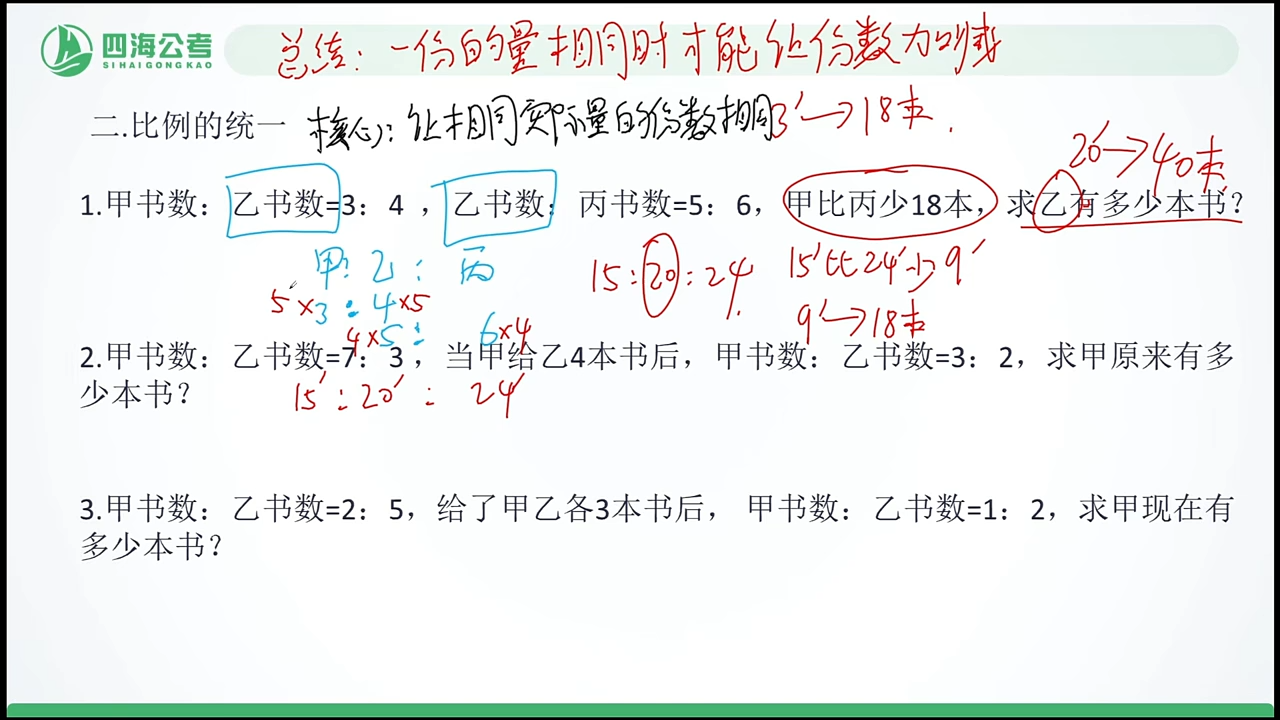 四海公考
SIHAIGONGKAO
总结：一份的量相同时才能让份数加减
二.比例的统一
核心：让相同实际量的份数相同
3′→18本.
20′→40本.
1.甲书数：乙书数=3：4 ，乙书数：丙书数=5：6，甲比丙少18本，求乙有多少本书？
甲：乙：丙
5×3：4×5
4×5：6×4
15：20：24.
15′比24′少9′
9′→18本
2.甲书数：乙书数=7：3 ，当甲给乙4本书后，甲书数：乙书数=3：2，求甲原来有多
少本书？
15′：20′：24′
3.甲书数：乙书数=2：5，给了甲乙各3本书后， 甲书数：乙书数=1：2，求甲现在有
多少本书？